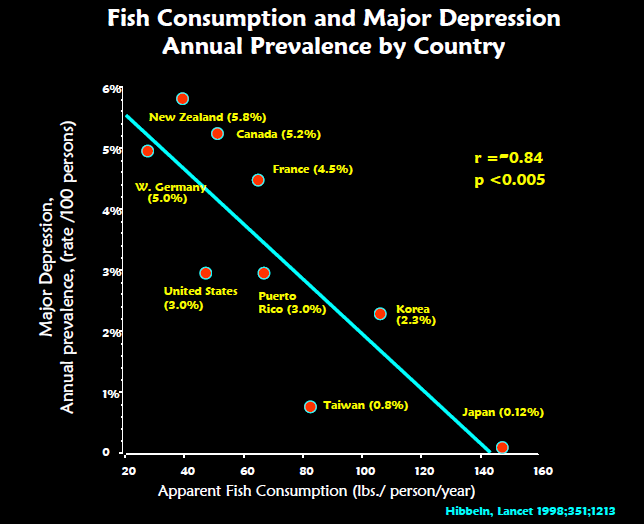 Fish Consumption and Major Depression
Annual Prevalence by Country
6%
5%
4%
3%
2%
1%
0
Major Depression,
Annual prevalence, (rate /100 persons)
New Zealand (5.8%)
Canada (5.2%)
r =-0.84
p <0.005
France (4.5%)
W. Germany
(5.0%)
United States
(3.0%)
Puerto
Rico (3.0%)
Korea
(2.3%)
Taiwan (0.8%)
Japan (0.12%)
20 40 60 80 100 120 140 160
Apparent Fish Consumption (lbs./ person/year)
Hibbeln, Lancet 1998;351;1213